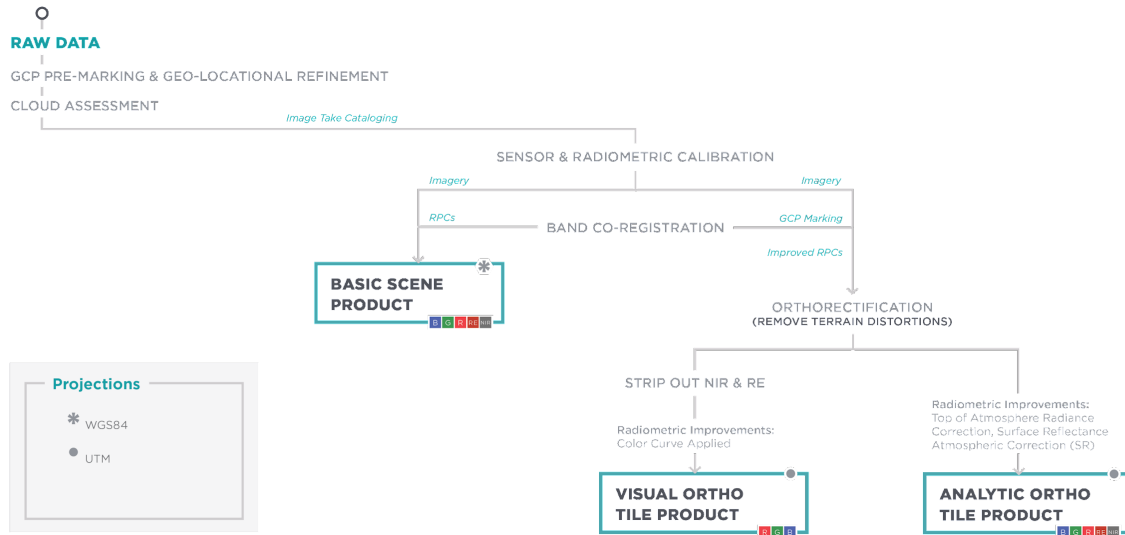 RAW DATA
GCP PRE-MARKING & GEO-LOCATIONAL REFINEMENT
CLOUD ASSESSMENT
Image Take Cataloging
SENSOR & RADIOMETRIC CALIBRATION
Imagery
Imagery
RPCs
BAND CO-REGISTRATION
GCP Marking
Improved RPCs
BASIC SCENE
PRODUCT
B G R RE NIR
ORTHORECTIFICATION
(REMOVE TERRAIN DISTORTIONS)
Projections
WGS84
UTM
STRIP OUT NIR & RE
Radiometric Improvements:
Color Curve Applied
Radiometric Improvements:
Top of Atmosphere Radiance
Correction, Surface Reflectance
Atmospheric Correction (SR)
VISUAL ORTHO
TILE PRODUCT
R G B
ANALYTIC ORTHO
TILE PRODUCT
B G R RE NIR